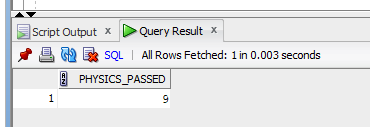 Script Output x Query Result x
SQL | All Rows Fetched: 1 in 0.003 seconds
PHYSICS_PASSED
1 9